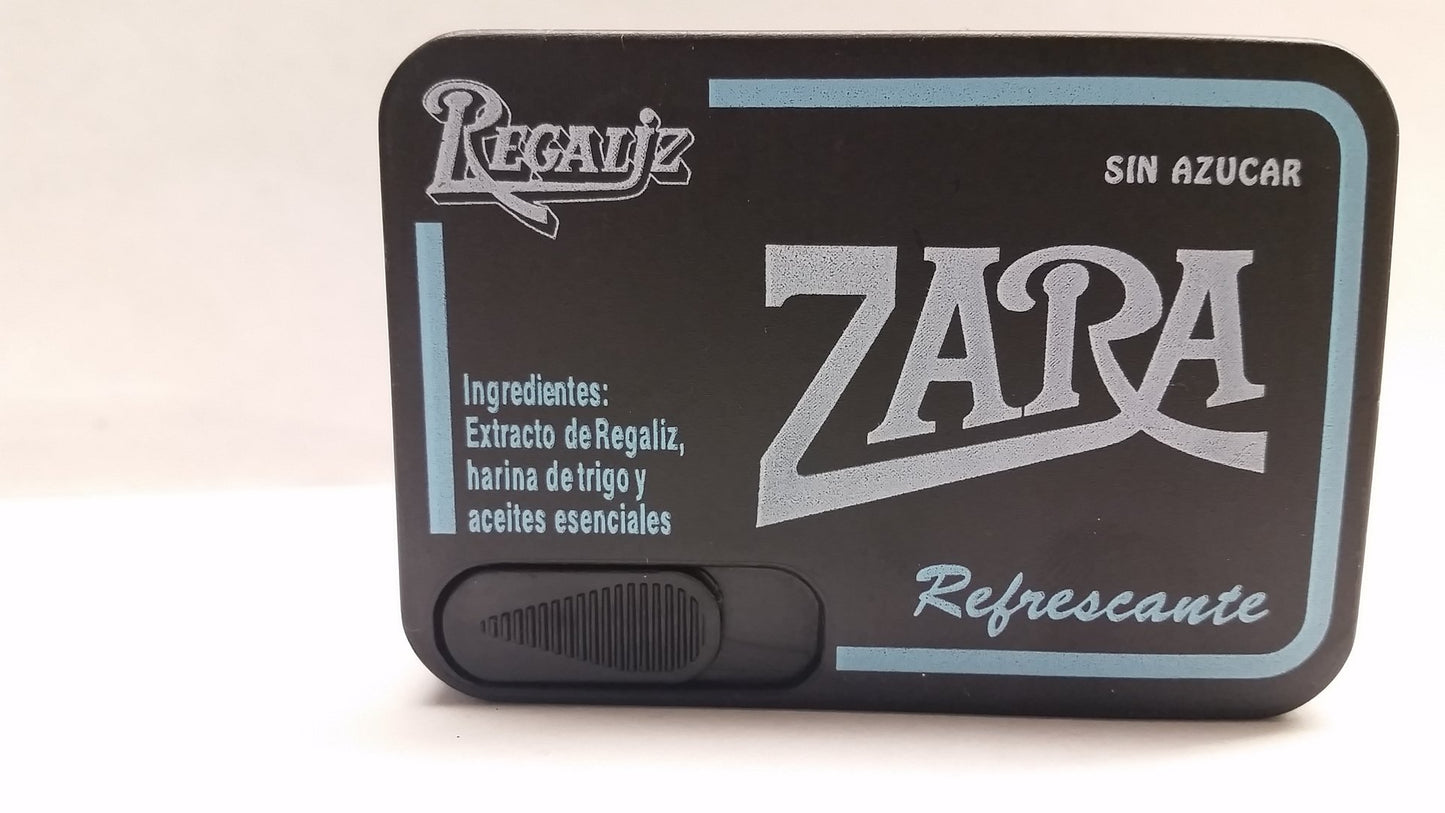 REGALIZ
SIN AZUCAR
ZARA
Ingredientes:
Extracto de Regaliz,
harina de trigo y
aceites esenciales
Refrescante